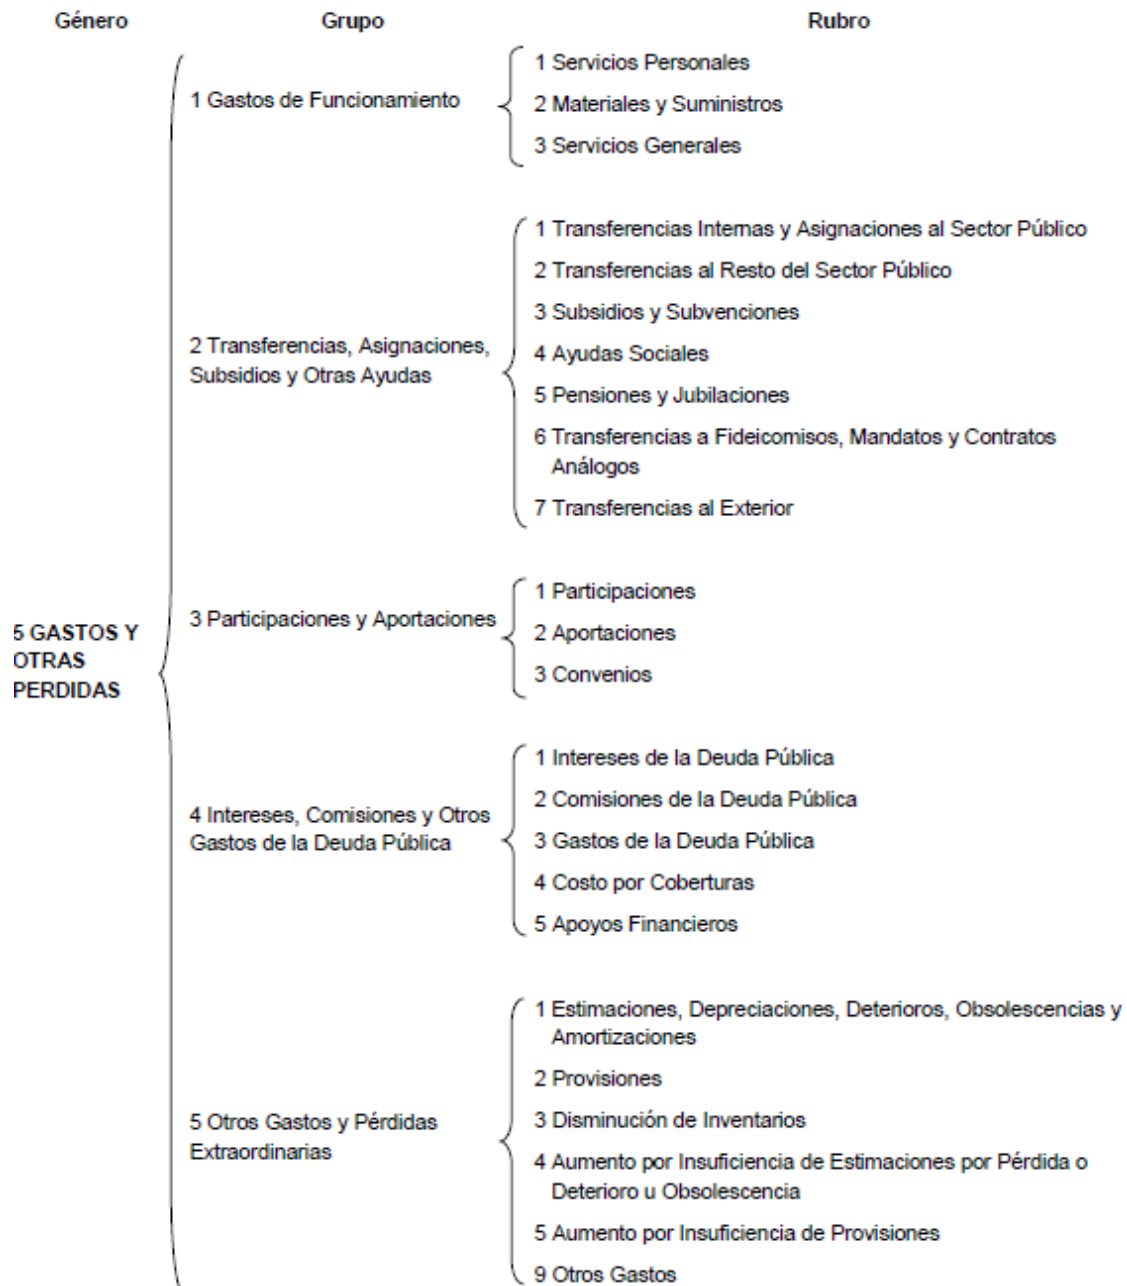 Género Grupo Rubro
1 Gastos de Funcionamiento
1 Servicios Personales
2 Materiales y Suministros
3 Servicios Generales
2 Transferencias, Asignaciones,
Subsidios y Otras Ayudas
1 Transferencias Internas y Asignaciones al Sector Público
2 Transferencias al Resto del Sector Público
3 Subsidios y Subvenciones
4 Ayudas Sociales
5 Pensiones y Jubilaciones
6 Transferencias a Fideicomisos, Mandatos y Contratos
Análogos
7 Transferencias al Exterior
5 GASTOS Y
OTRAS
PERDIDAS
3 Participaciones y Aportaciones
1 Participaciones
2 Aportaciones
3 Convenios
4 Intereses, Comisiones y Otros
Gastos de la Deuda Pública
1 Intereses de la Deuda Pública
2 Comisiones de la Deuda Pública
3 Gastos de la Deuda Pública
4 Costo por Coberturas
5 Apoyos Financieros
5 Otros Gastos y Pérdidas
Extraordinarias
1 Estimaciones, Depreciaciones, Deterioros, Obsolescencias y
Amortizaciones
2 Provisiones
3 Disminución de Inventarios
4 Aumento por Insuficiencia de Estimaciones por Pérdida o
Deterioro u Obsolescencia
5 Aumento por Insuficiencia de Provisiones
9 Otros Gastos